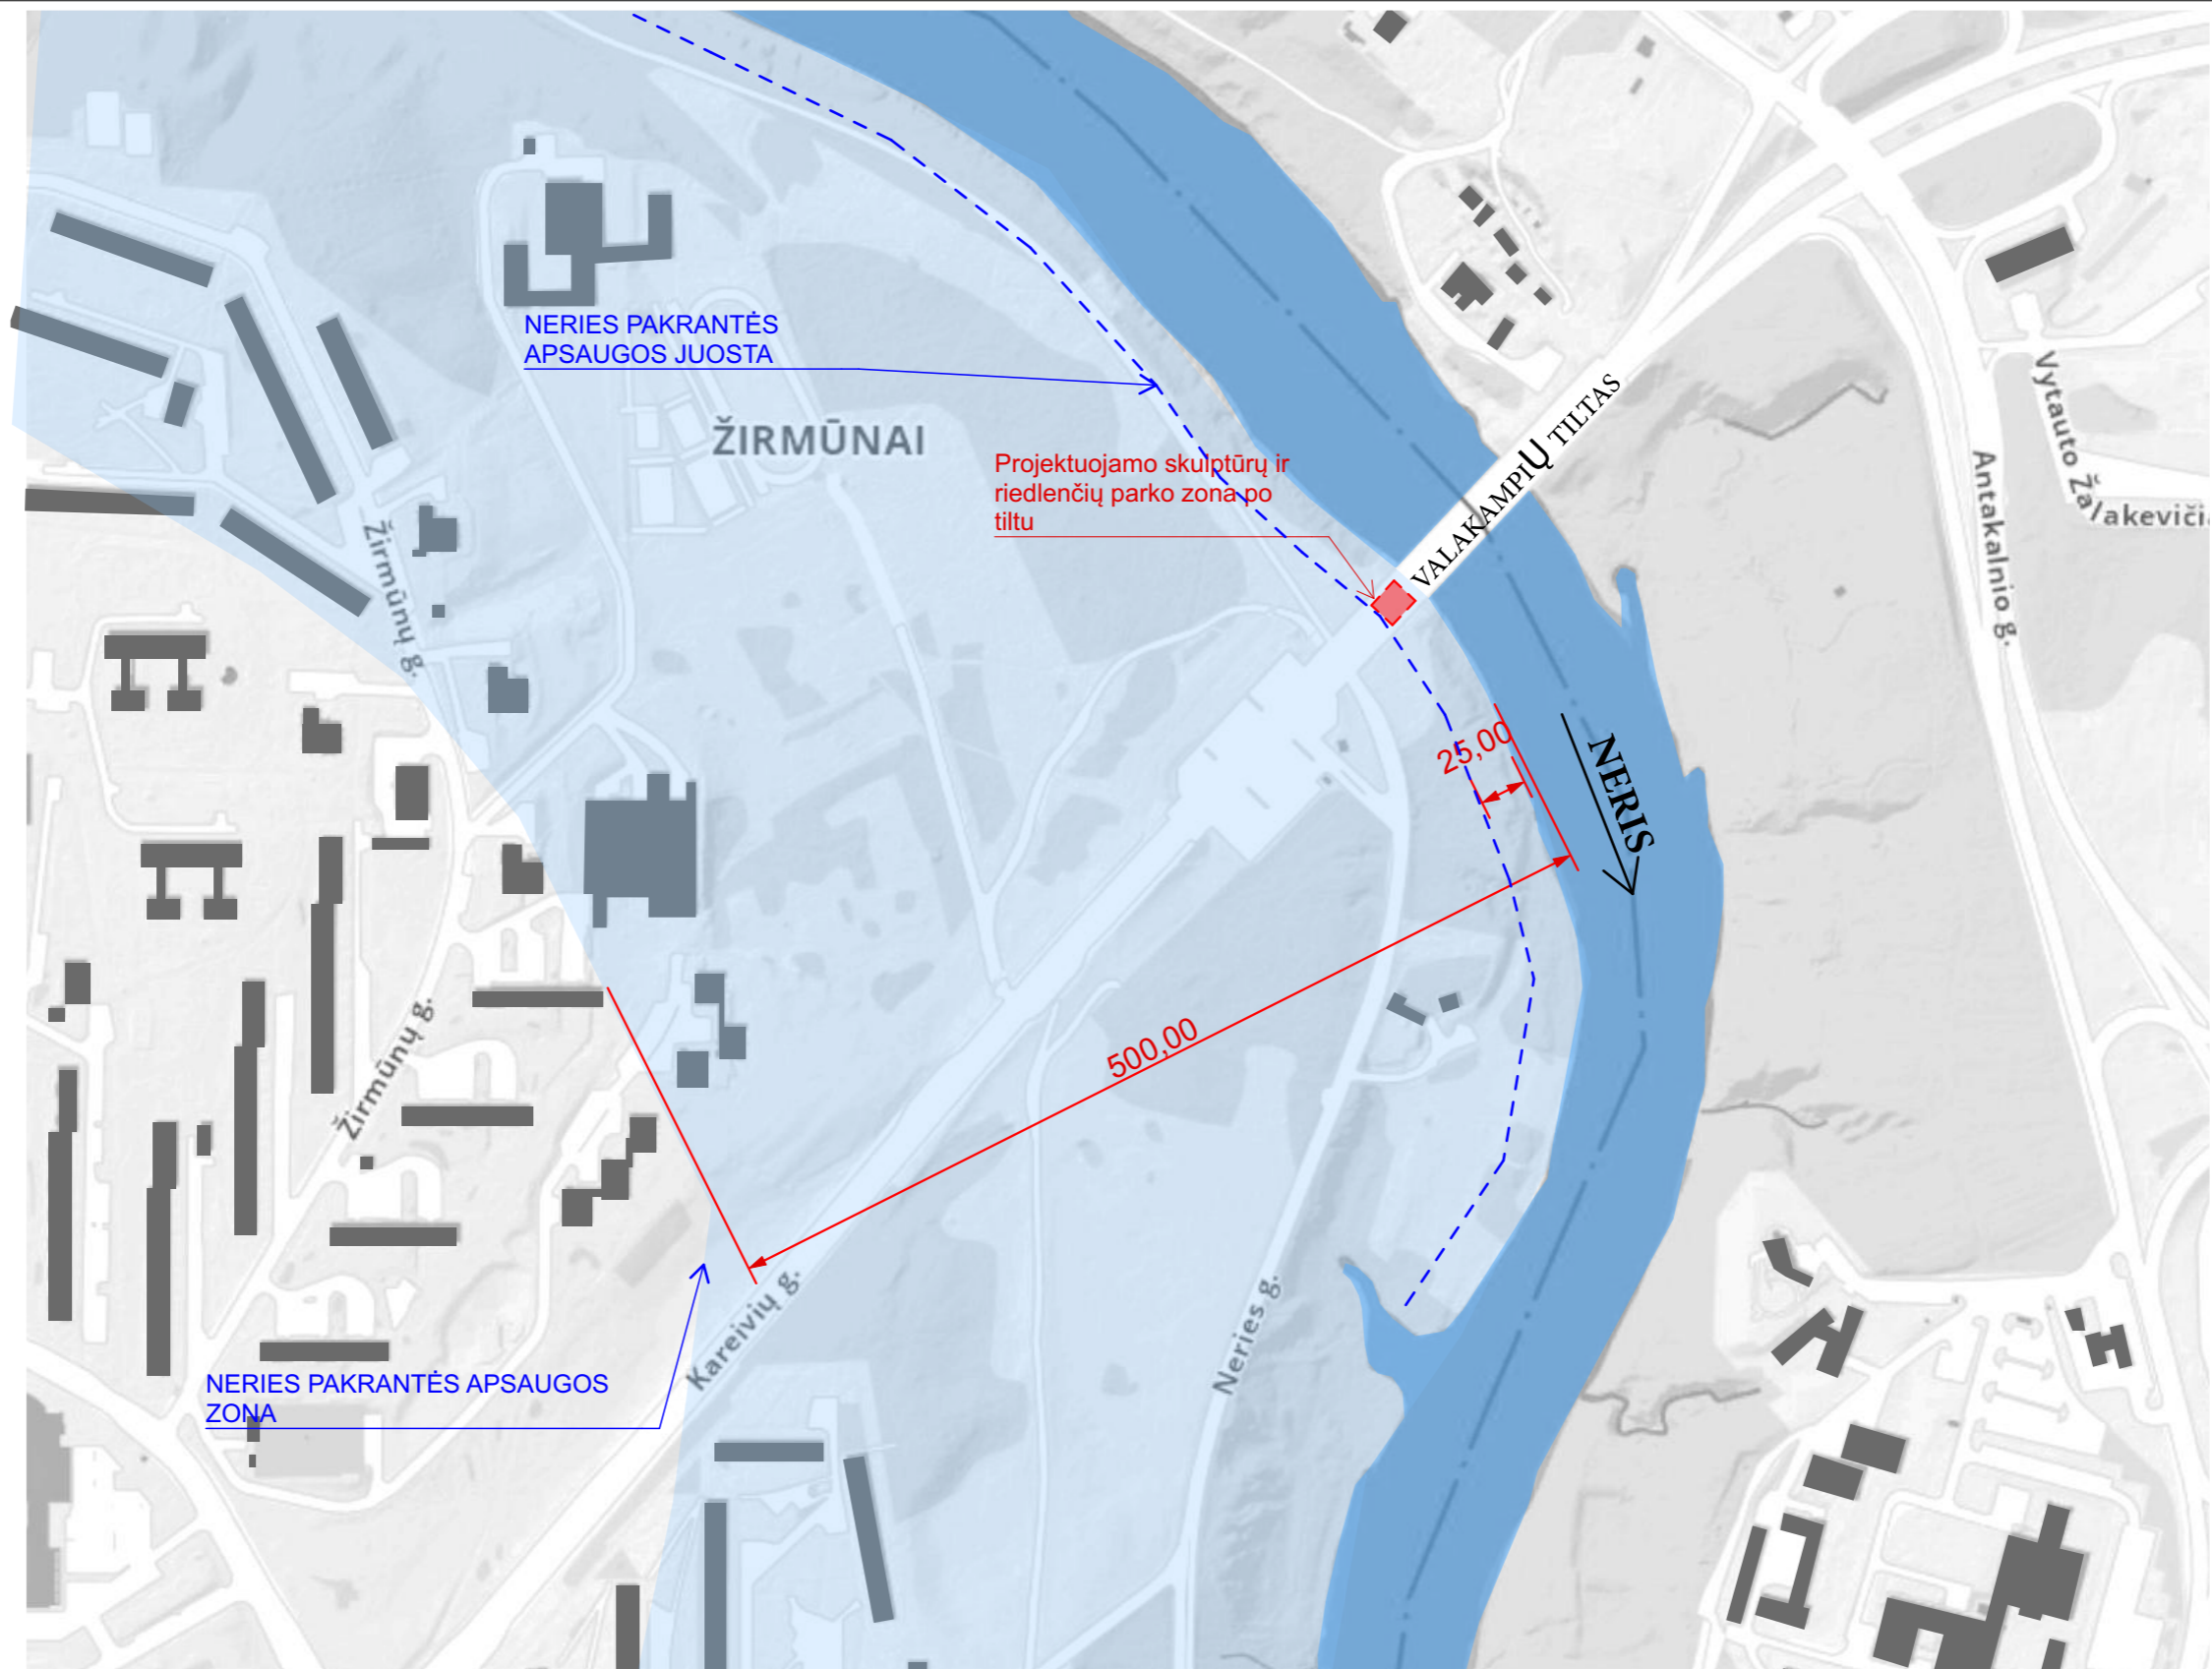 NERIES PAKRANTĖS
APSAUGOS JUOSTA
ŽIRMŪNAI
Projektuojamo skulptūrų ir
riedlenčių parko zona po
tiltu
VALAKAMPIŲ TILTAS
Vytauto Žalakevičia
Antakalnio g.
Žirmūnų g.
25,00
NERIS
500,00
Žirmūnų g.
Kareivių g.
Neries g.
NERIES PAKRANTĖS APSAUGOS
ZONA